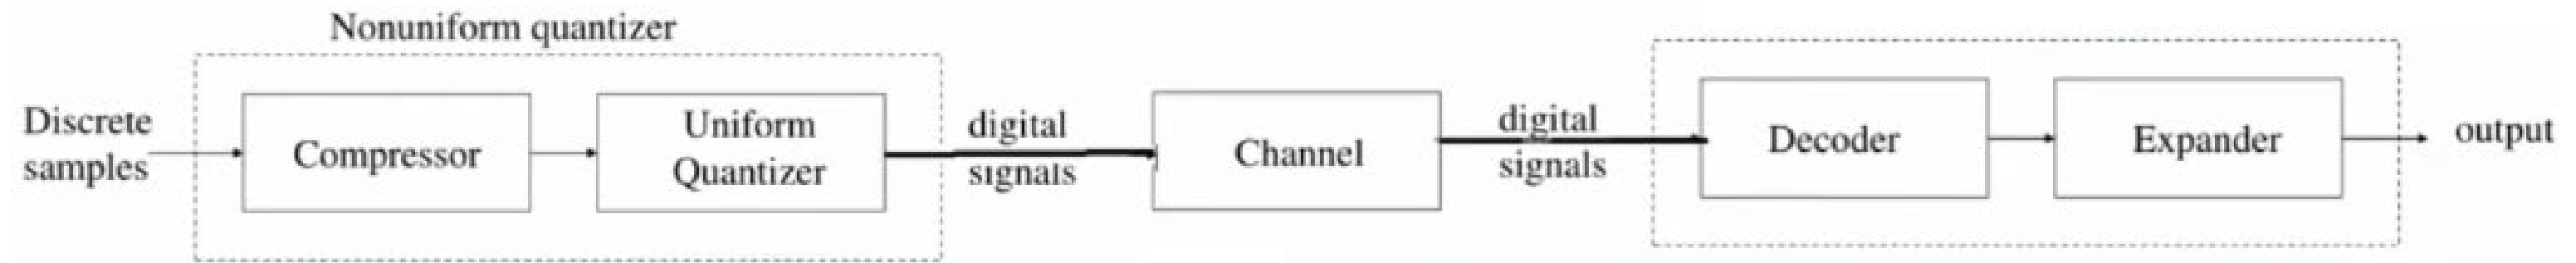 Nonuniform quantizer
Discrete
samples
Compressor
Uniform
Quantizer
digital
signals
Channel
digital
signals
Decoder
Expander
output